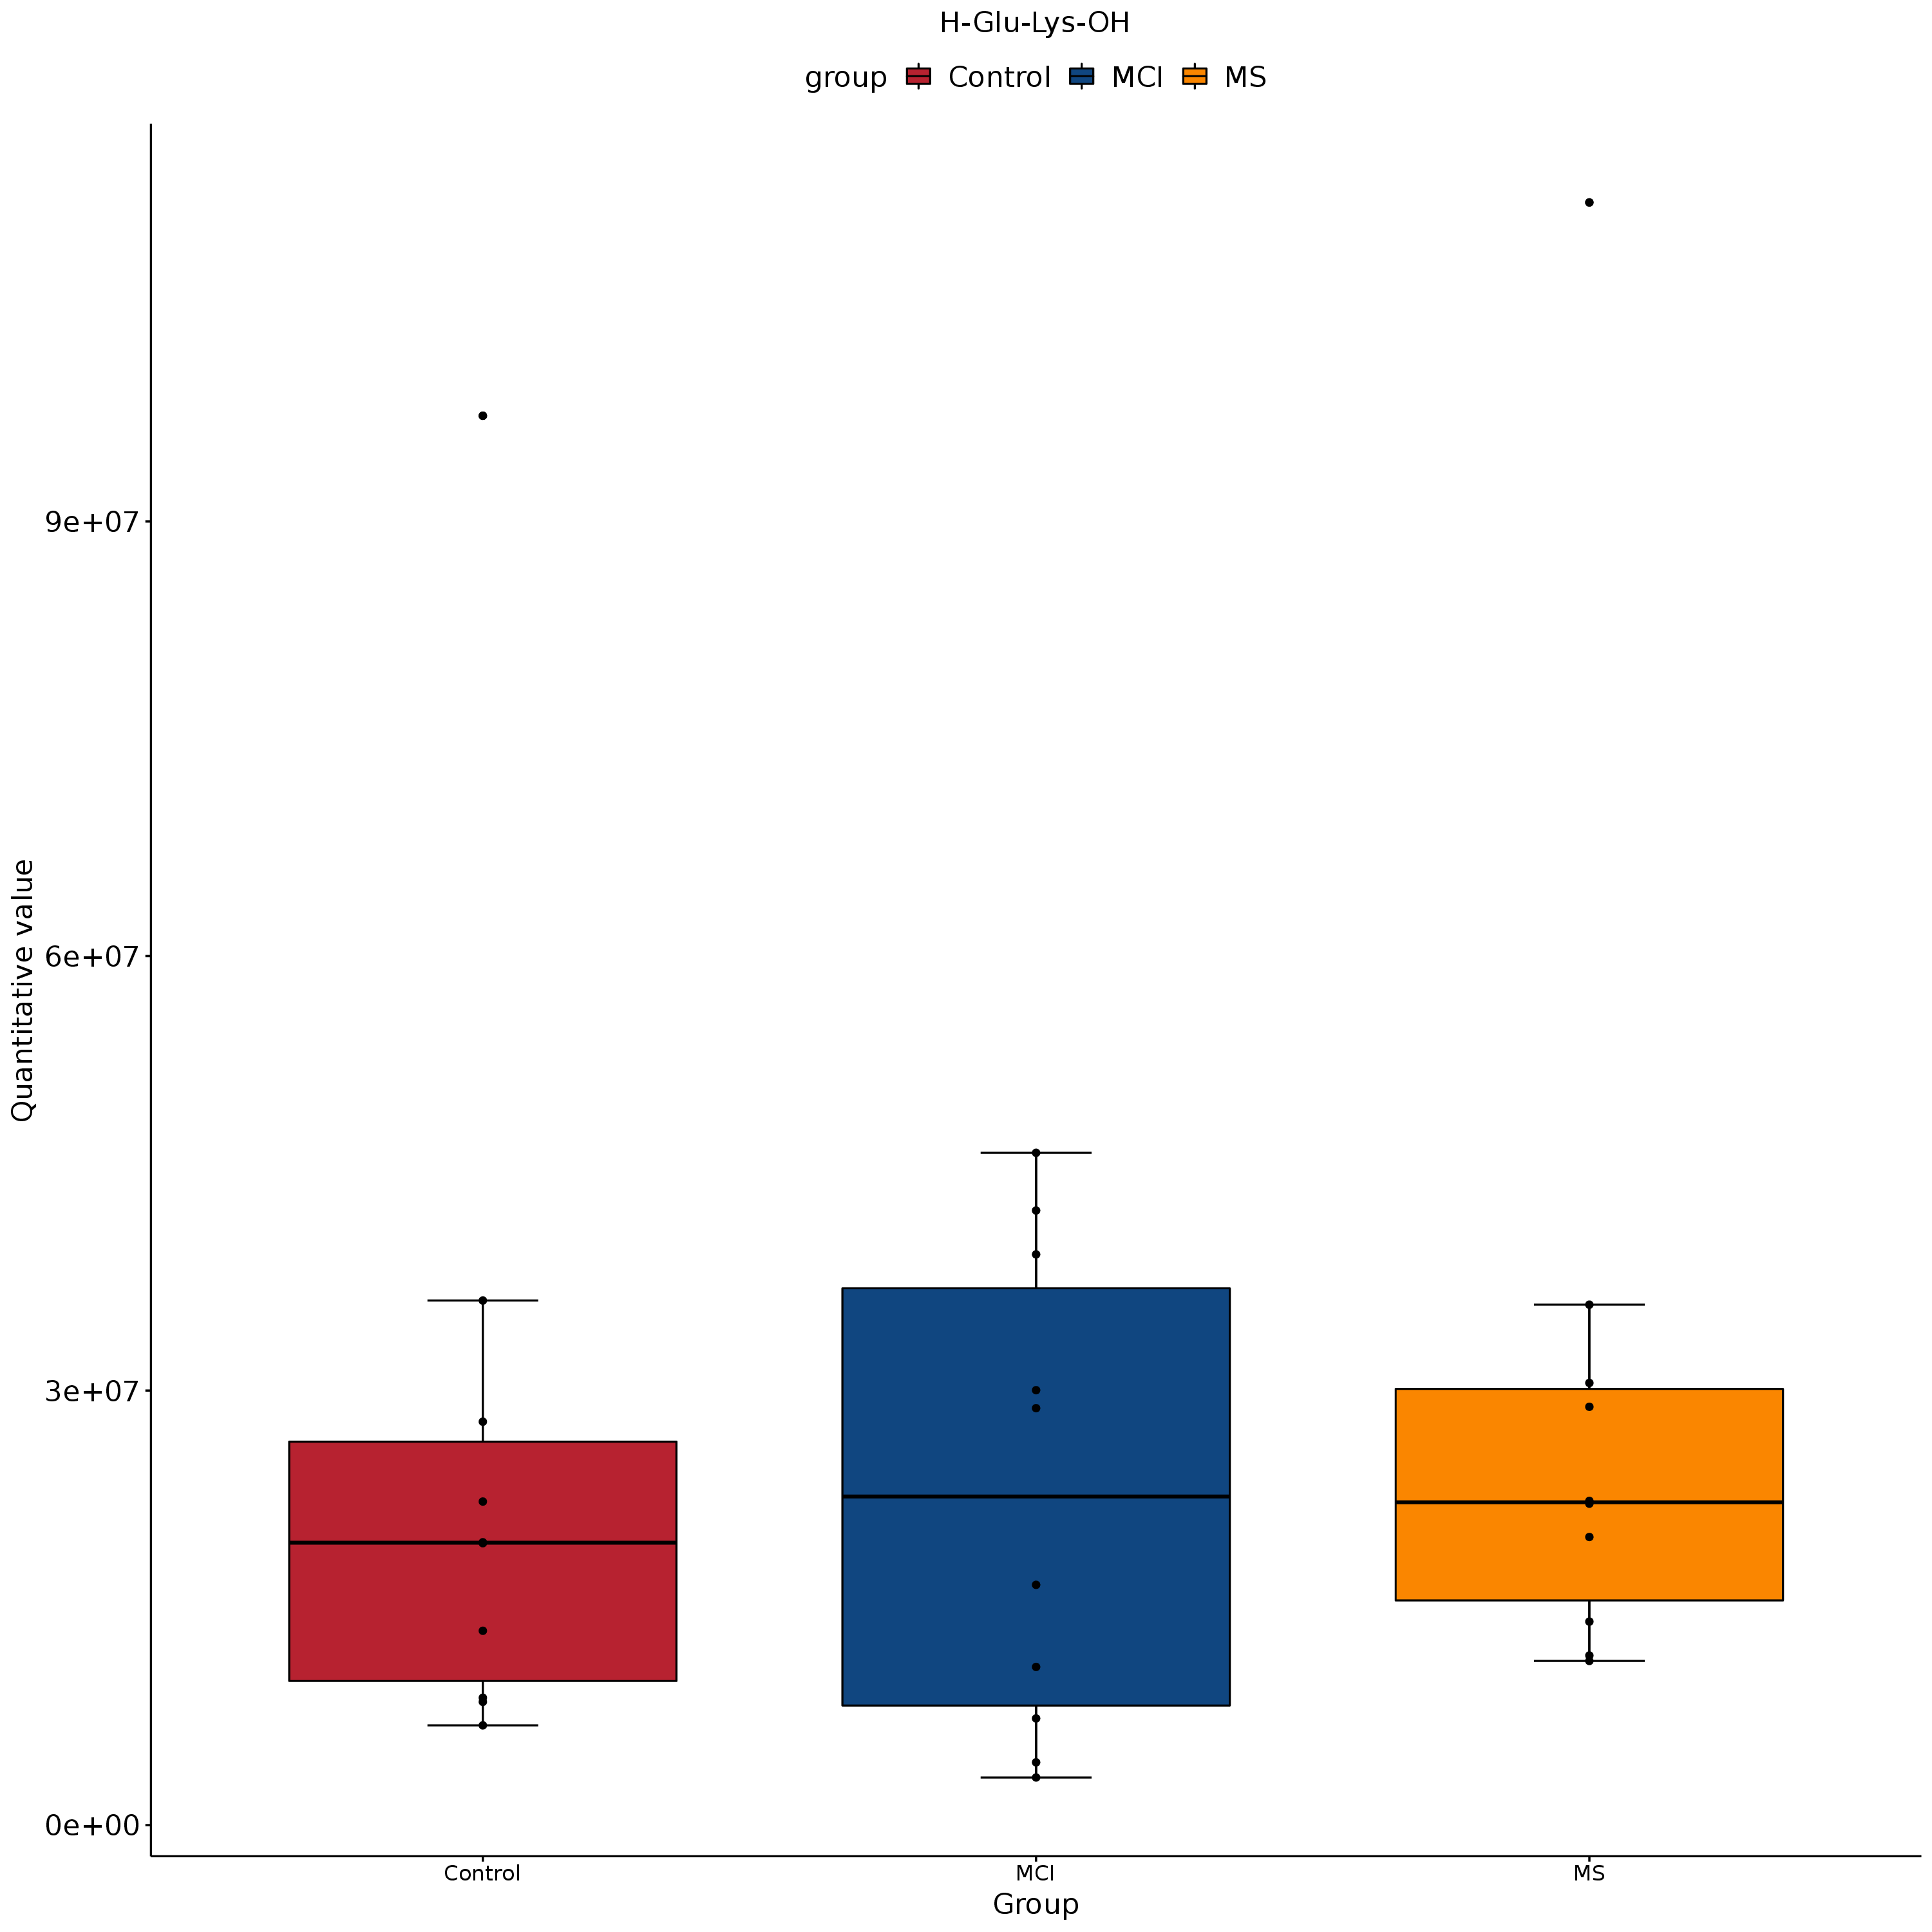 H-Glu-Lys-OH
group Control MCI MS
9e+07
6e+07
3e+07
0e+00
Quantitative value
Control MCI MS
Group